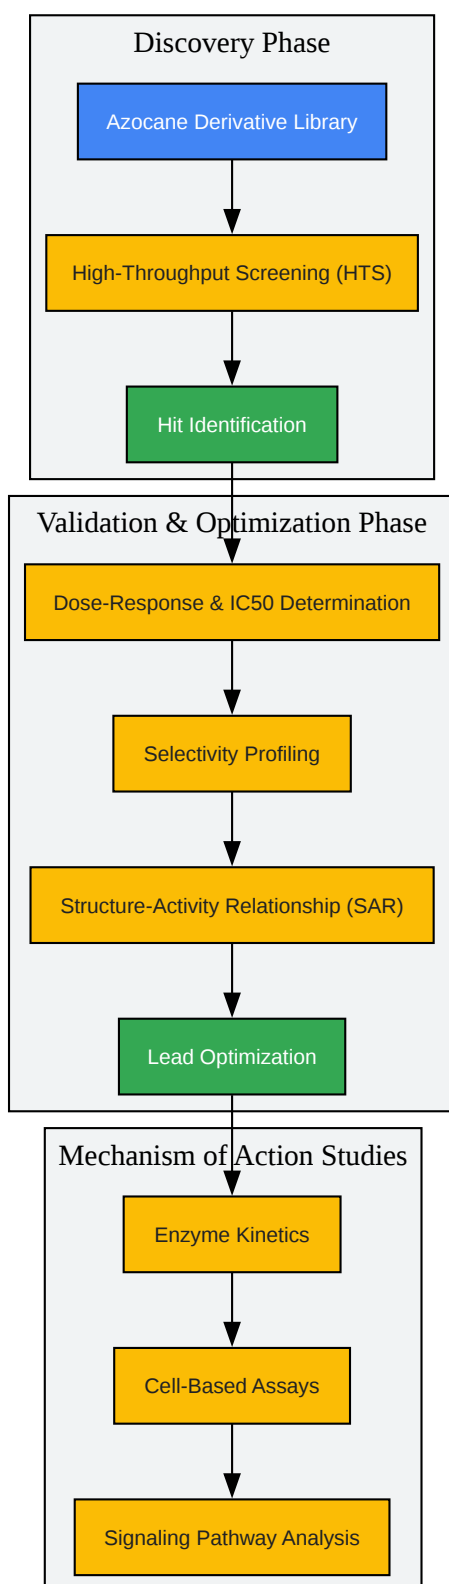 Discovery Phase
Azocane Derivative Library
High-Throughput Screening (HTS)
Hit Identification
Validation & Optimization Phase
Dose-Response & IC50 Determination
Selectivity Profiling
Structure-Activity Relationship (SAR)
Lead Optimization
Mechanism of Action Studies
Enzyme Kinetics
Cell-Based Assays
Signaling Pathway Analysis